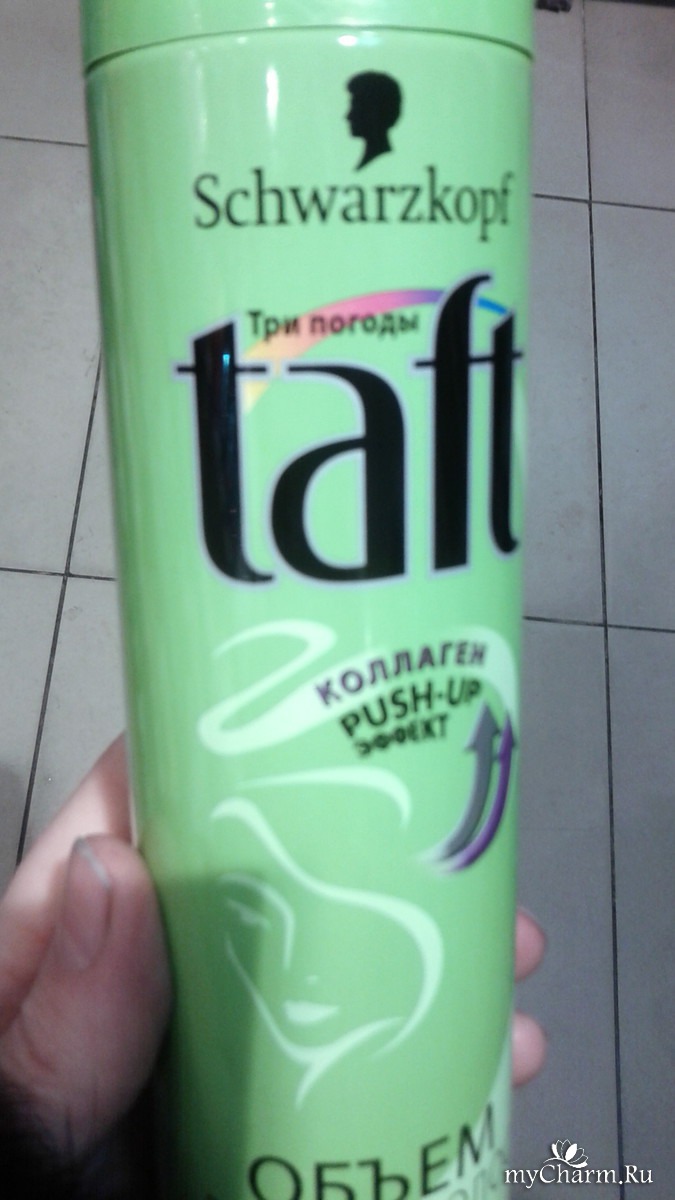 Schwarzkopf
Три погоды
taft
КОЛЛАГЕН
PUSH-UP
ЭФФЕКТ
ОБЪЕМ
myCharm.Ru